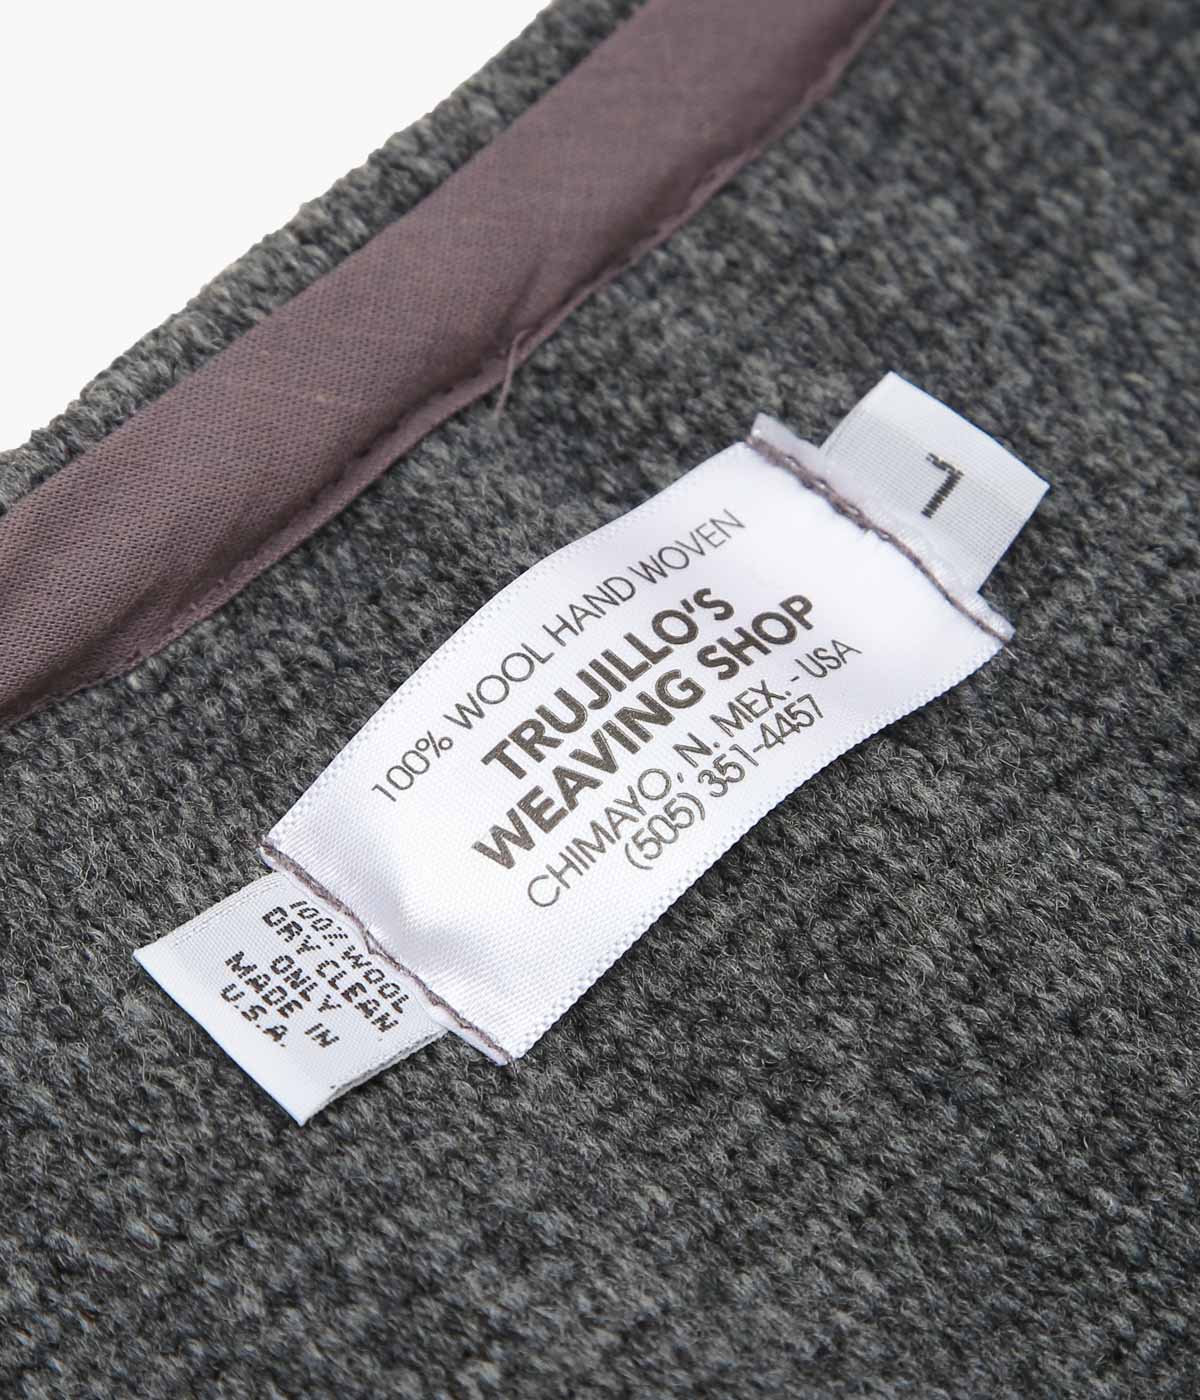 100% WOOL HAND WOVEN
TRUJILLO'S
WEAVING SHOP
CHIMAYO, N. MEX. - USA
(505) 351-4457
L
100% WOOL
DRY CLEAN
ONLY
MADE IN
U.S.A.